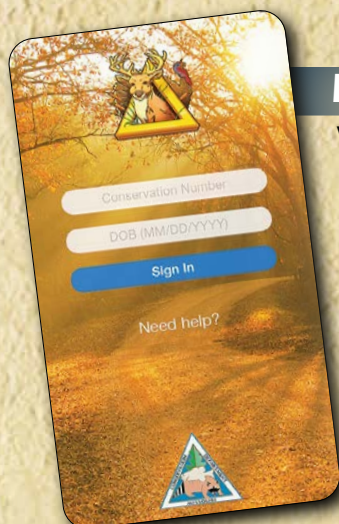 Conservation Number
DOB (MM/DD/YYYY)
Sign In
Need help?